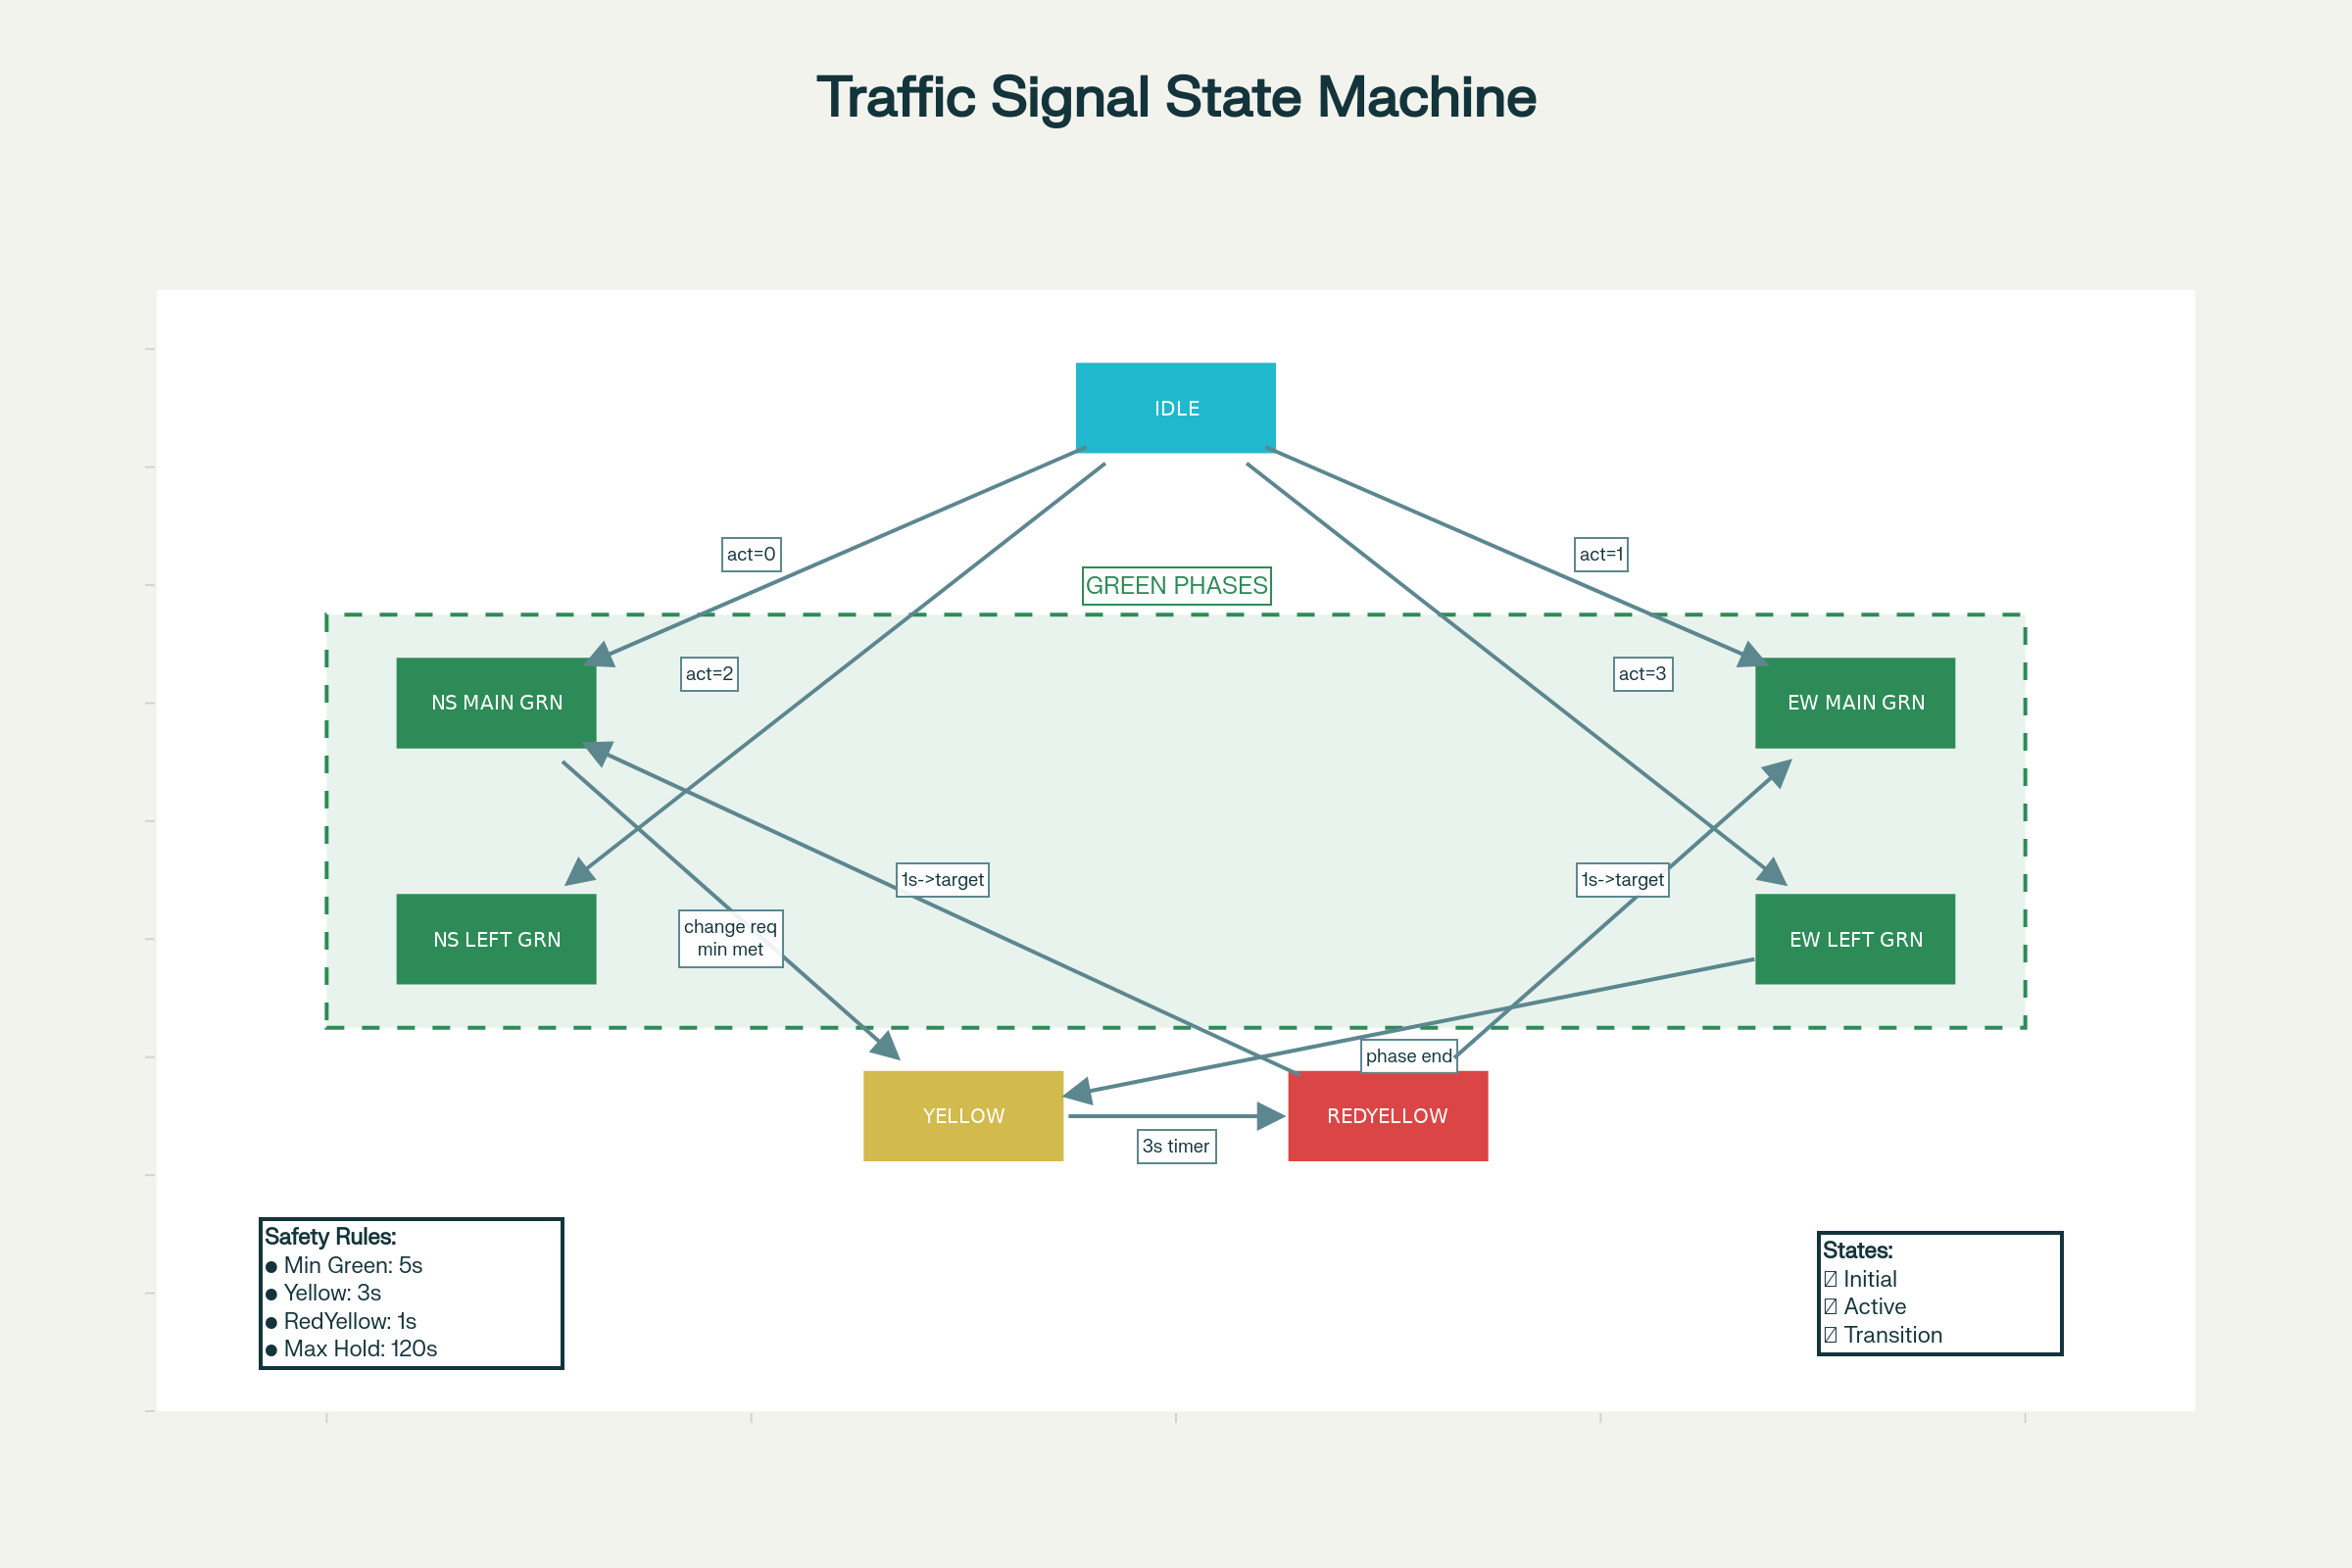 Traffic Signal State Machine
IDLE
act=0
act=1
GREEN PHASES
act=2
act=3
NS MAIN GRN
EW MAIN GRN
1s->target
1s->target
change req
min met
NS LEFT GRN
EW LEFT GRN
phase end
YELLOW
REDYELLOW
3s timer
Safety Rules:
● Min Green: 5s
● Yellow: 3s
● RedYellow: 1s
● Max Hold: 120s
States:
Initial
Active
Transition